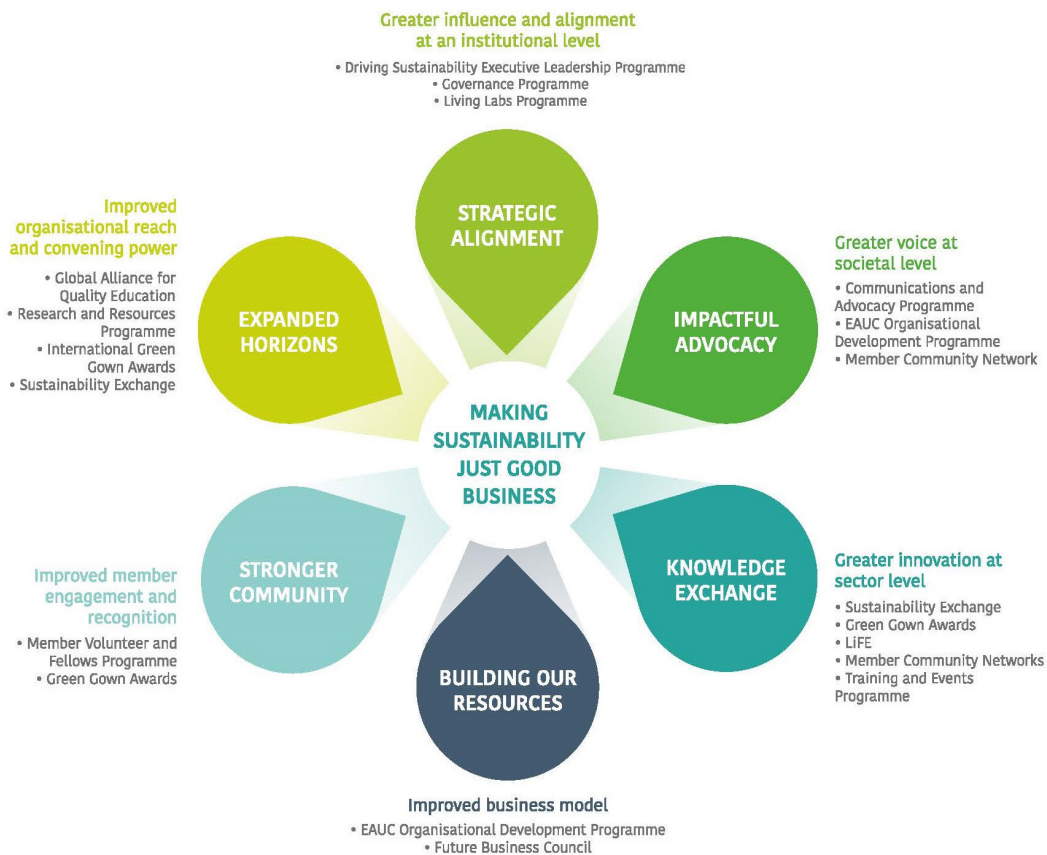 Greater influence and alignment
at an institutional level
• Driving Sustainability Executive Leadership Programme
• Governance Programme
• Living Labs Programme
STRATEGIC
ALIGNMENT
Improved
organisational reach
and convening power
• Global Alliance for
Quality Education
• Research and Resources
Programme
• International Green
Gown Awards
• Sustainability Exchange
EXPANDED
HORIZONS
IMPACTFUL
ADVOCACY
Greater voice at
societal level
• Communications and
Advocacy Programme
• EAUC Organisational
Development Programme
• Member Community Network
MAKING
SUSTAINABILITY
JUST GOOD
BUSINESS
Improved member
engagement and
recognition
• Member Volunteer and
Fellows Programme
• Green Gown Awards
STRONGER
COMMUNITY
KNOWLEDGE
EXCHANGE
Greater innovation at
sector level
• Sustainability Exchange
• Green Gown Awards
• LiFE
• Member Community Networks
• Training and Events
Programme
BUILDING OUR
RESOURCES
Improved business model
• EAUC Organisational Development Programme
• Future Business Council